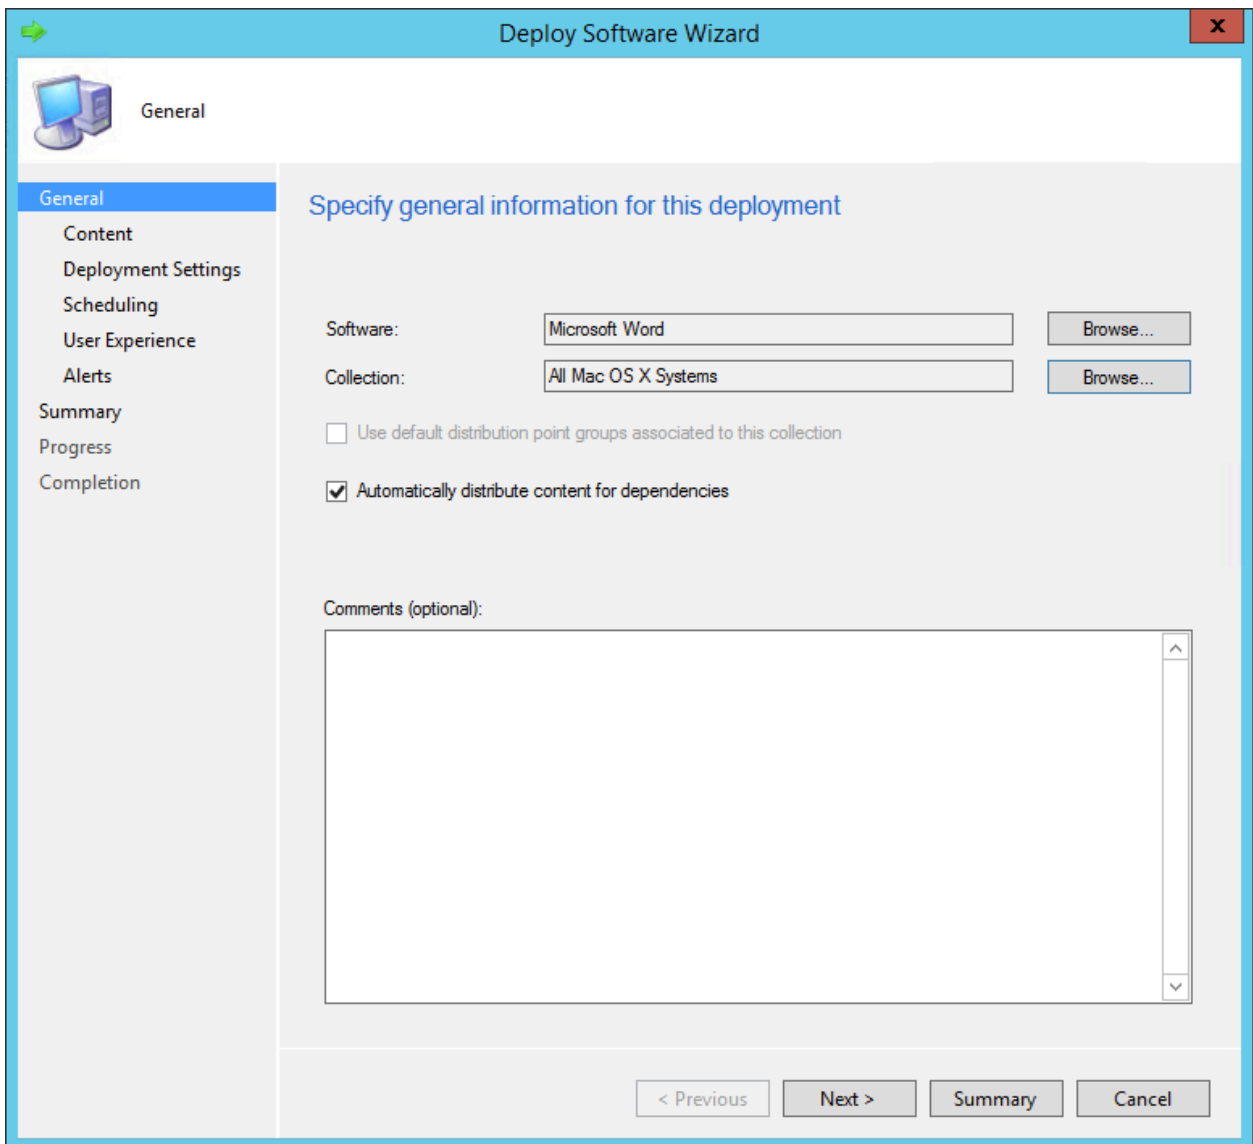 Deploy Software Wizard
X
General
General
Content
Deployment Settings
Scheduling
User Experience
Alerts
Summary
Progress
Completion
Specify general information for this deployment
Software:
Microsoft Word
Browse...
Collection:
All Mac OS X Systems
Browse...
Use default distribution point groups associated to this collection
Automatically distribute content for dependencies
Comments (optional):
< Previous
Next >
Summary
Cancel